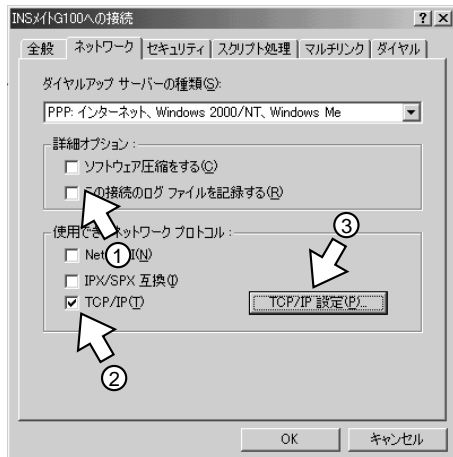 INSメイトG100への接続
全般 ネットワーク セキュリティ スクリプト処理 マルチリンク ダイヤル
ダイヤルアップ サーバーの種類(S):
PPP: インターネット、Windows 2000/NT、Windows Me
詳細オプション :
ソフトウェア圧縮をする(C)
この接続のログ ファイルを記録する(R)
使用できるネットワーク プロトコル :
③
Net I(N)
①
IPX/SPX 互換(I)
TCP/IP(T) TCP/IP 設定(P)...
②
OK キャンセル